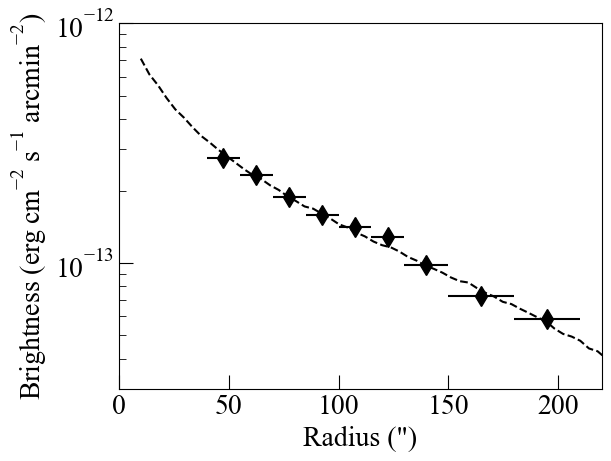 Brightness (erg cm⁻² s⁻¹ arcmin⁻²)
10⁻¹²
10⁻¹³
0 50 100 150 200
Radius (")